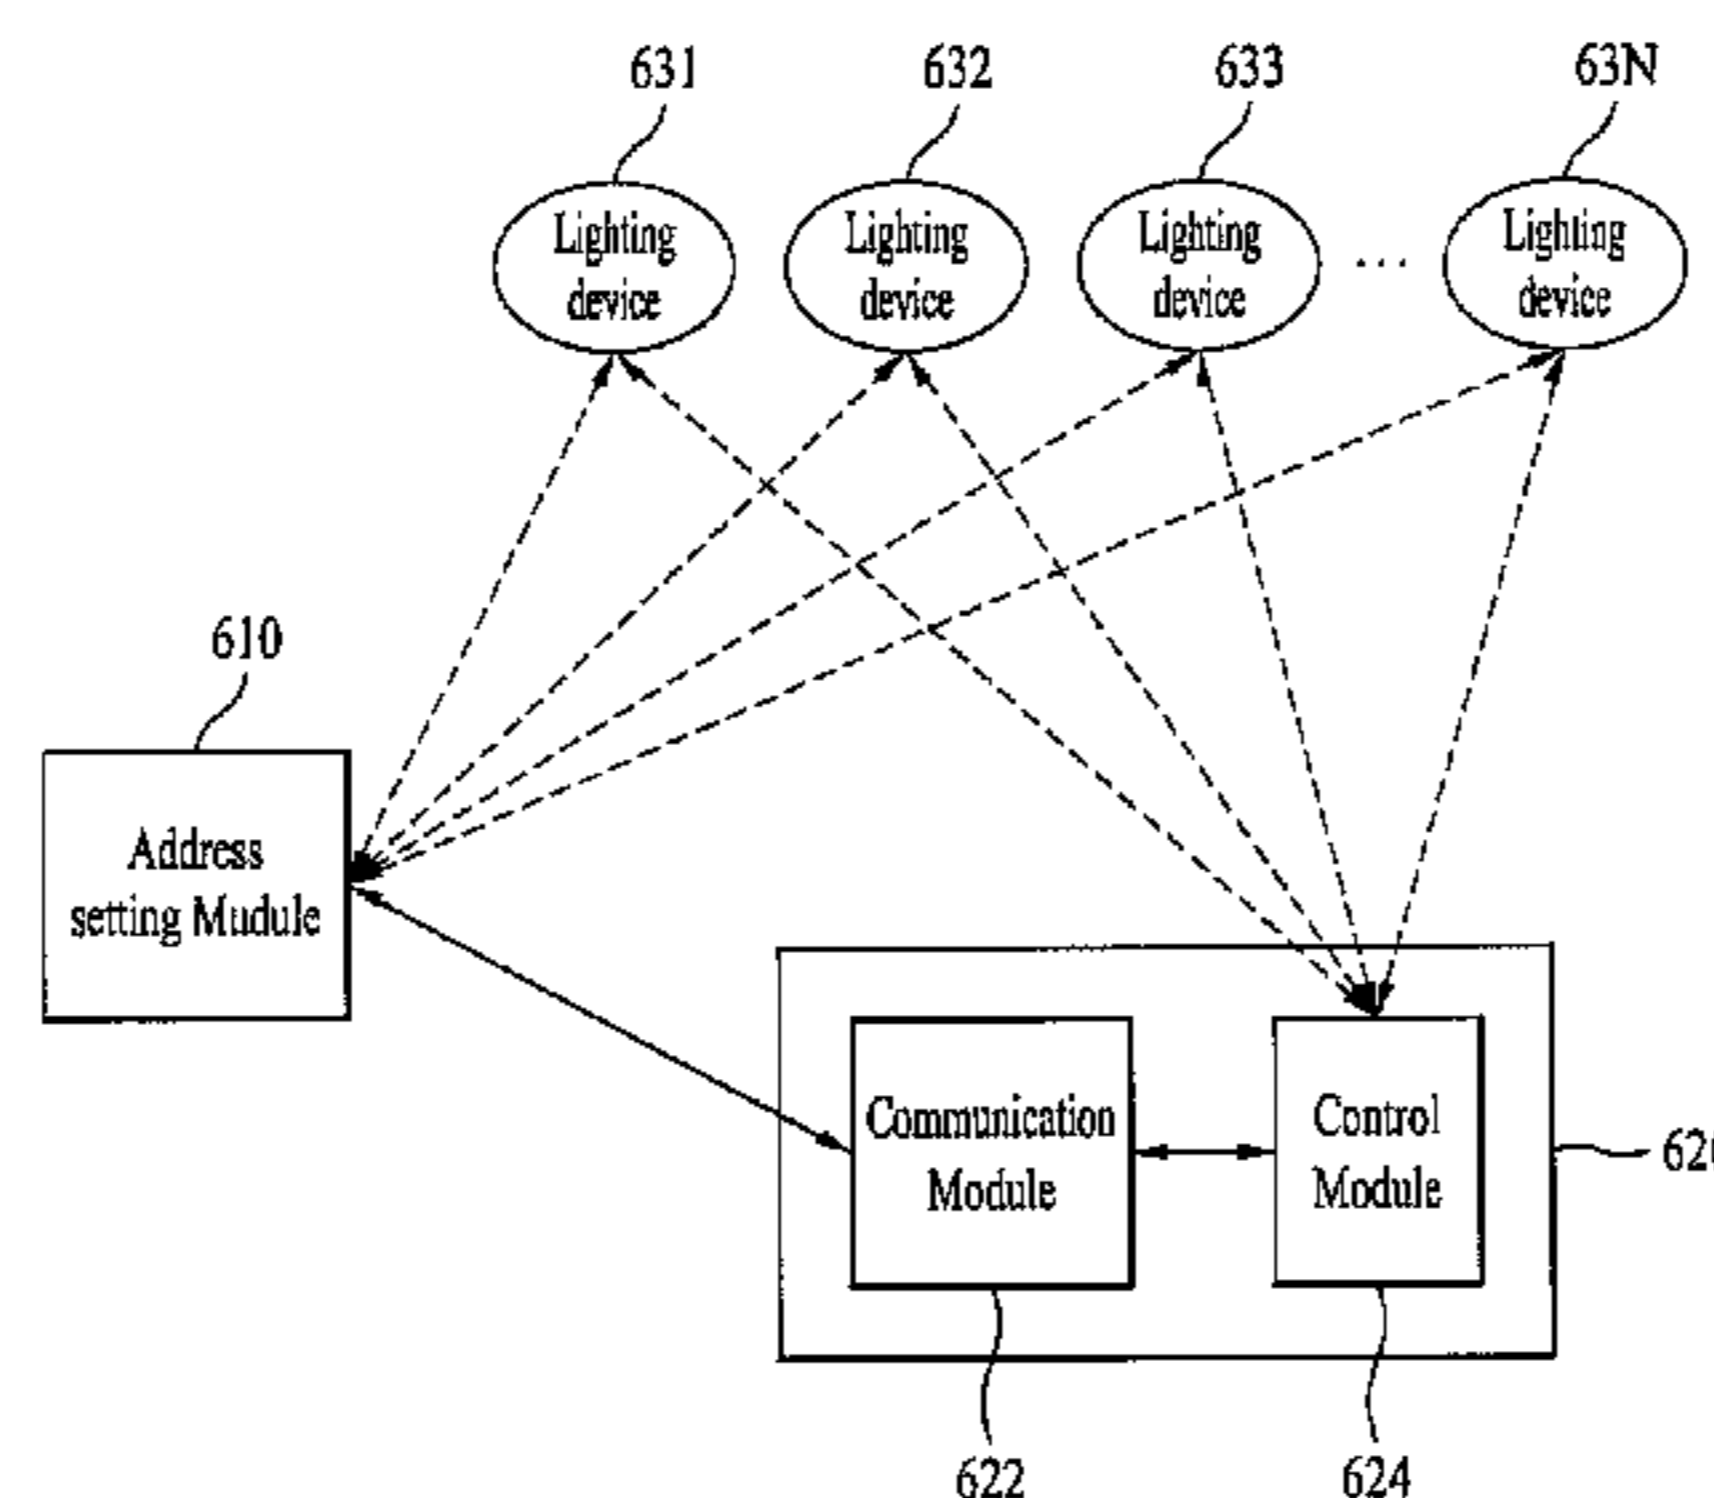 631
632
633
63N
Lighting
device
Lighting
device
Lighting
device
...
Lighting
device
610
Address
setting Mudule
Communication
Module
Control
Module
622
624